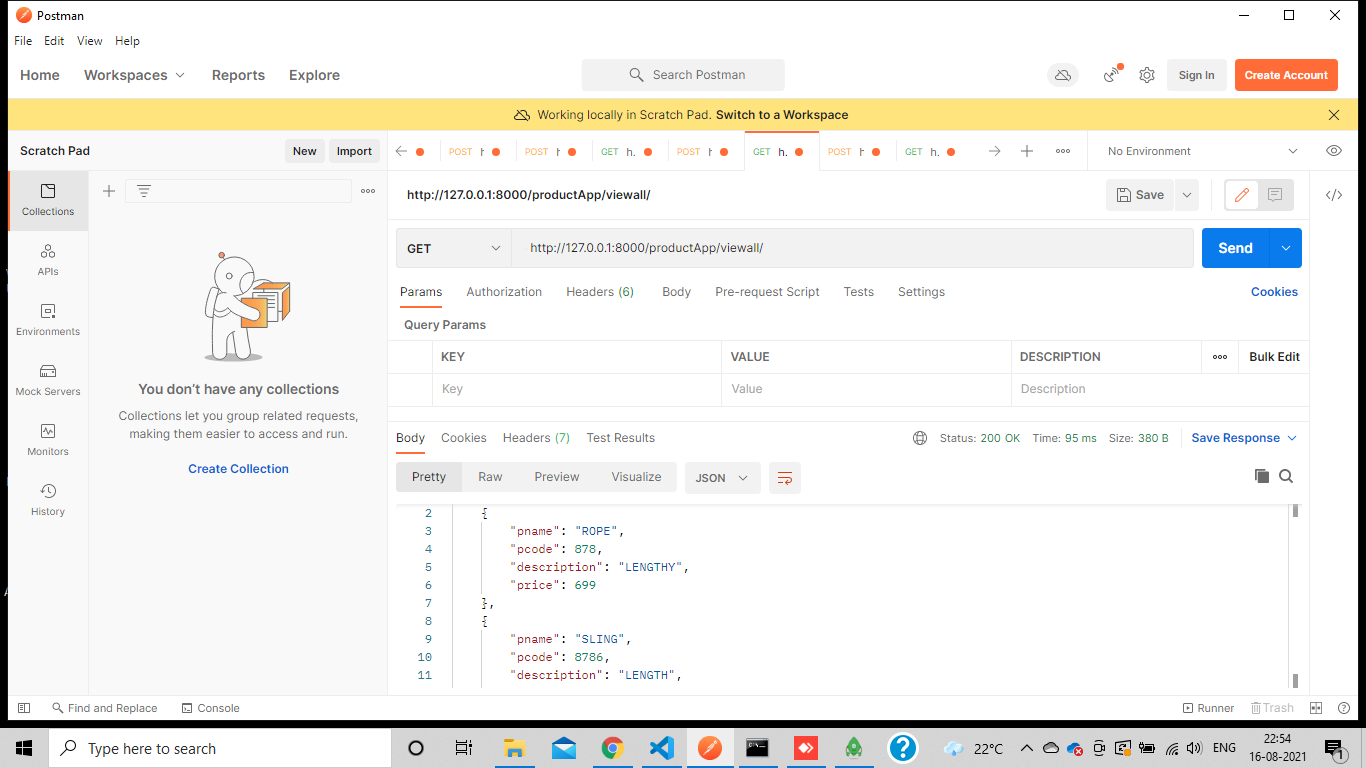 Postman
File Edit View Help
Home Workspaces Reports Explore
Search Postman
Sign In
Create Account
Working locally in Scratch Pad. Switch to a Workspace
Scratch Pad
New
Import
POST
POST
GET h.
POST
GET h.
POST
GET h.
No Environment
Collections
APIs
Environments
Mock Servers
Monitors
History
You don't have any collections
Collections let you group related requests,
making them easier to access and run.
Create Collection
http://127.0.0.1:8000/productApp/viewall/
Save
GET
http://127.0.0.1:8000/productApp/viewall/
Send
Params Authorization Headers (6) Body Pre-request Script Tests Settings
Cookies
Query Params
KEY VALUE DESCRIPTION
Bulk Edit
Key Value Description
Body Cookies Headers (7) Test Results
Status: 200 OK Time: 95 ms Size: 380 B
Save Response
Pretty Raw Preview Visualize
JSON
2 {
3 "pname": "ROPE",
4 "pcode": 878,
5 "description": "LENGTHY",
6 "price": 699
7 },
8 {
9 "pname": "SLING",
10 "pcode": 8786,
11 "description": "LENGTH",
Find and Replace
Console
Runner
Trash
Type here to search
22°C
ENG
22:54
16-08-2021
1